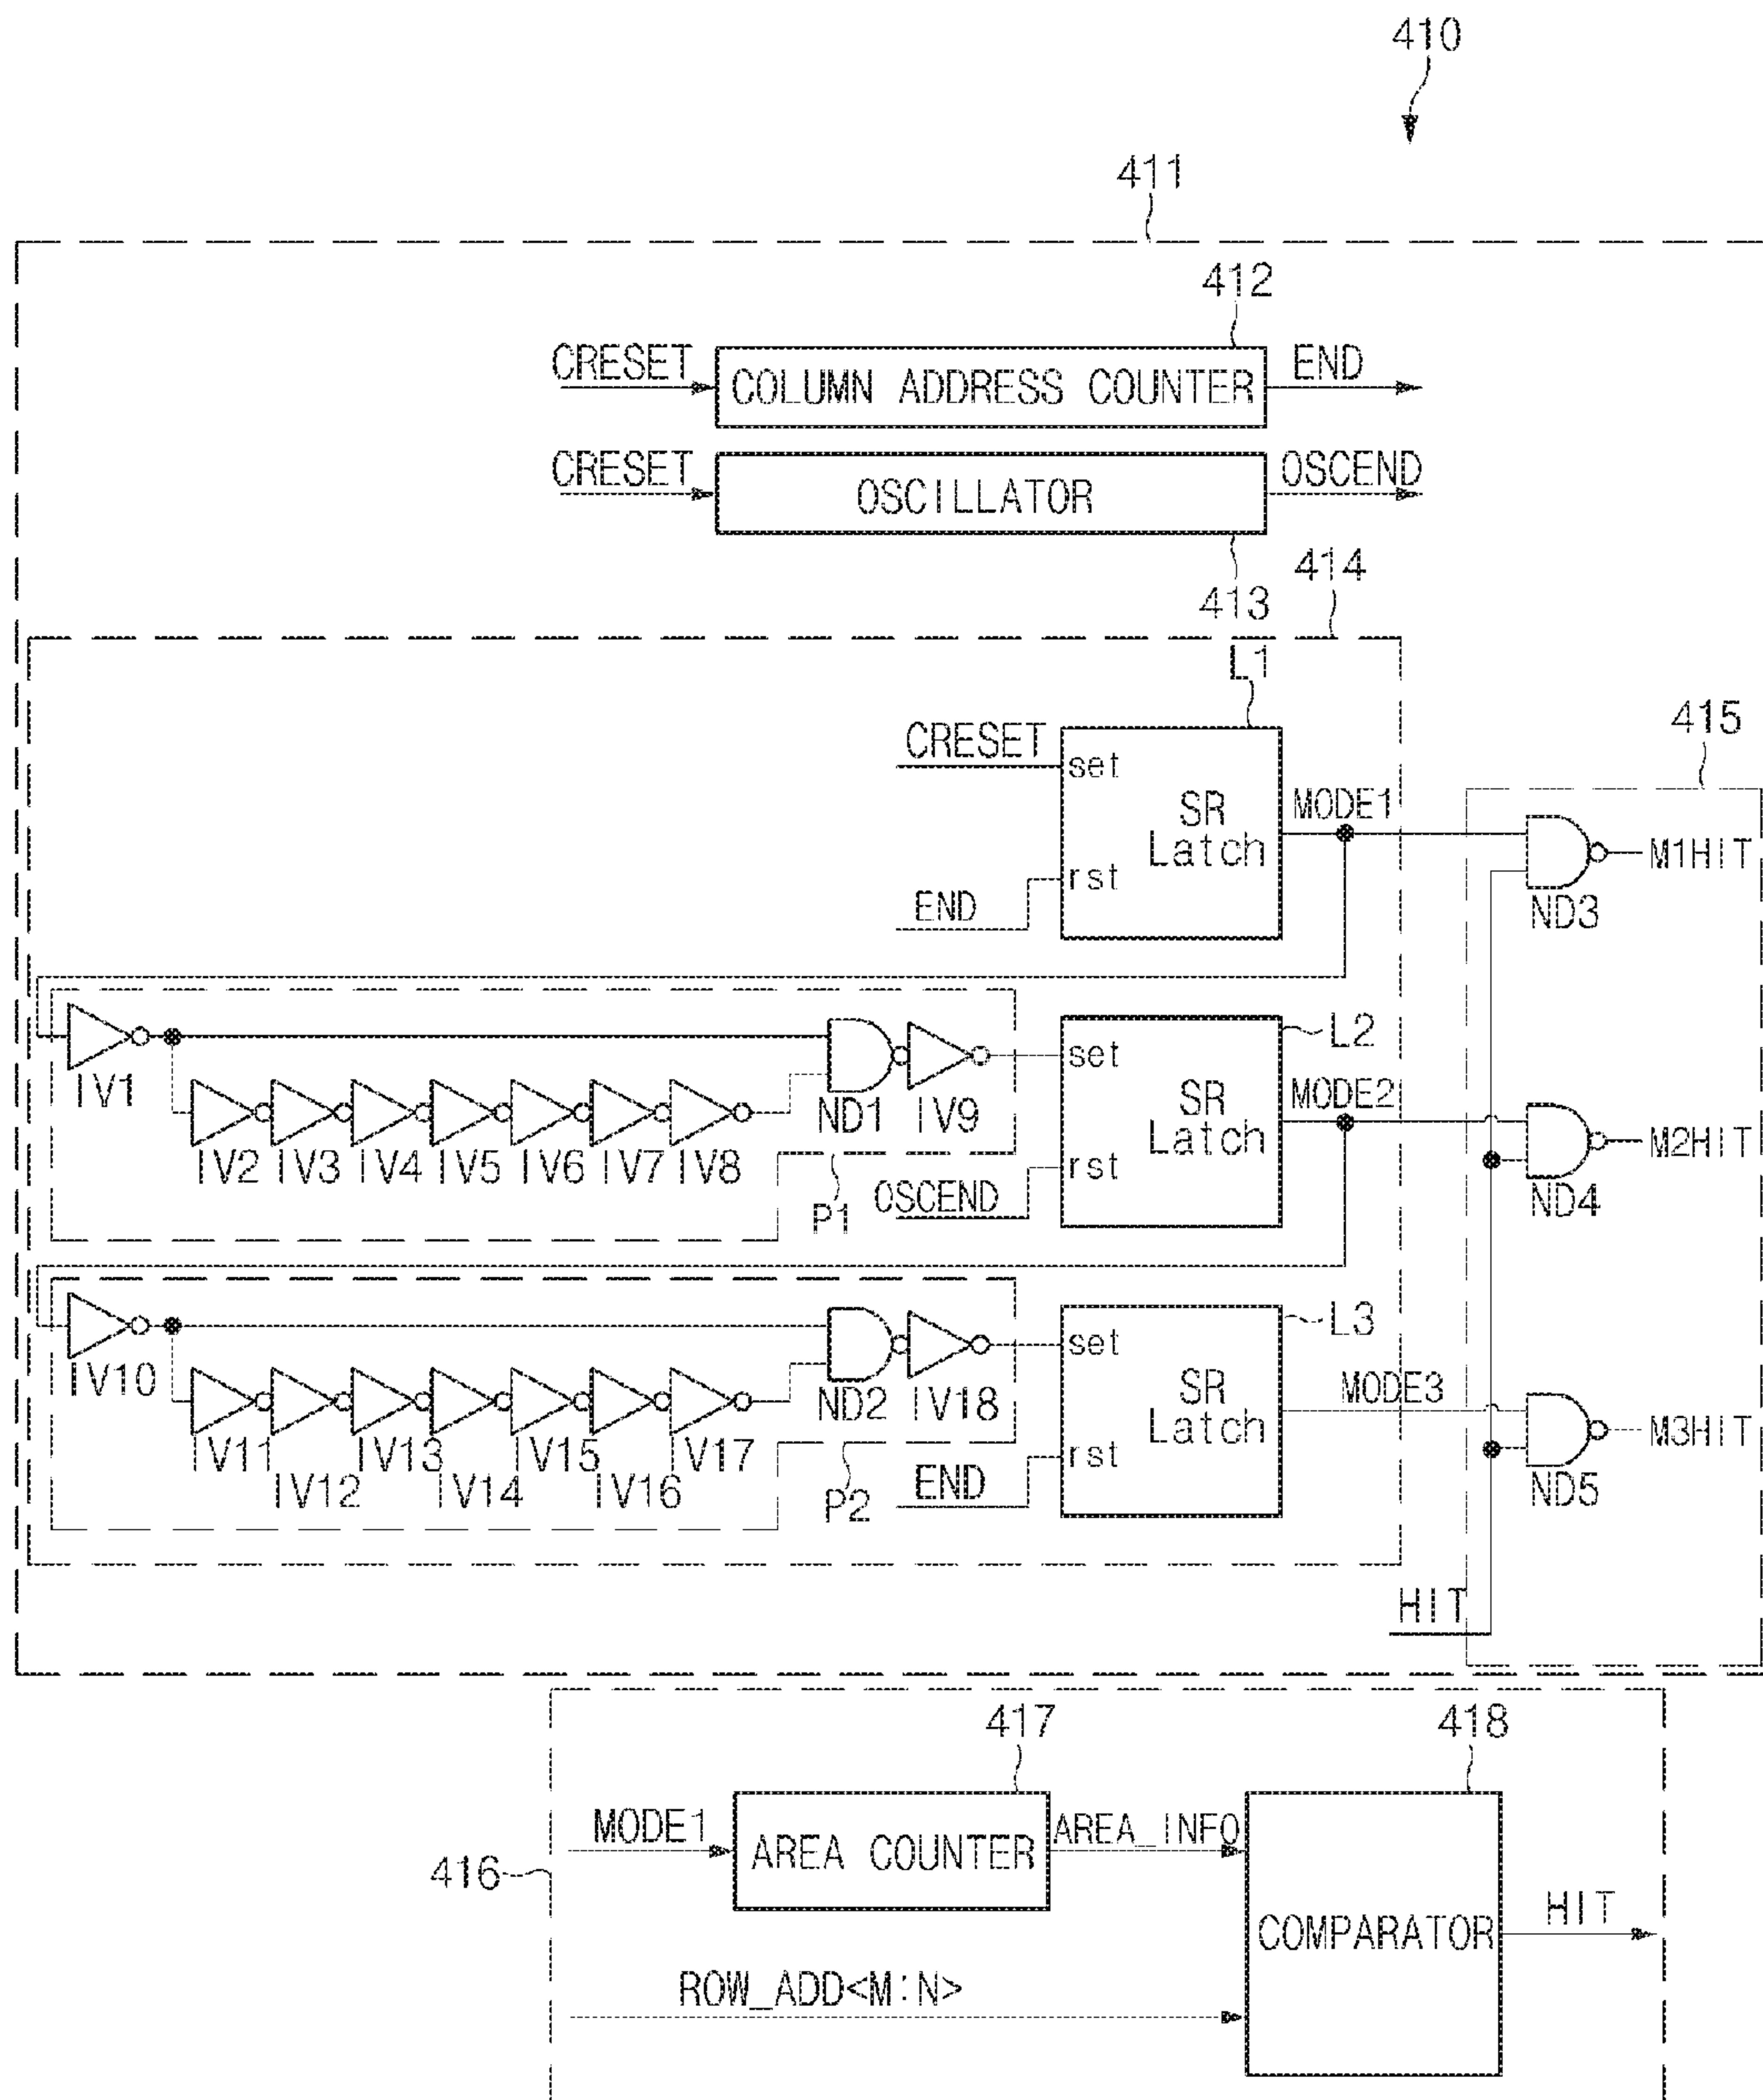 410
411
412
CRESET
COLUMN ADDRESS COUNTER
END
CRESET
OSCILLATOR
OSCEND
413
414
L1
415
CRESET
set
SR
Latch
MODE1
rst
END
M1HIT
ND3
IV1
IV2
IV3
IV4
IV5
IV6
IV7
IV8
ND1
IV9
P1
set
L2
SR
Latch
MODE2
rst
OSCEND
M2HIT
ND4
IV10
IV11
IV12
IV13
IV14
IV15
IV16
IV17
ND2
IV18
P2
set
L3
SR
Latch
MODE3
rst
END
M3HIT
ND5
HIT
416
417
418
MODE1
AREA COUNTER
AREA_INFO
COMPARATOR
HIT
ROW_ADD<M:N>